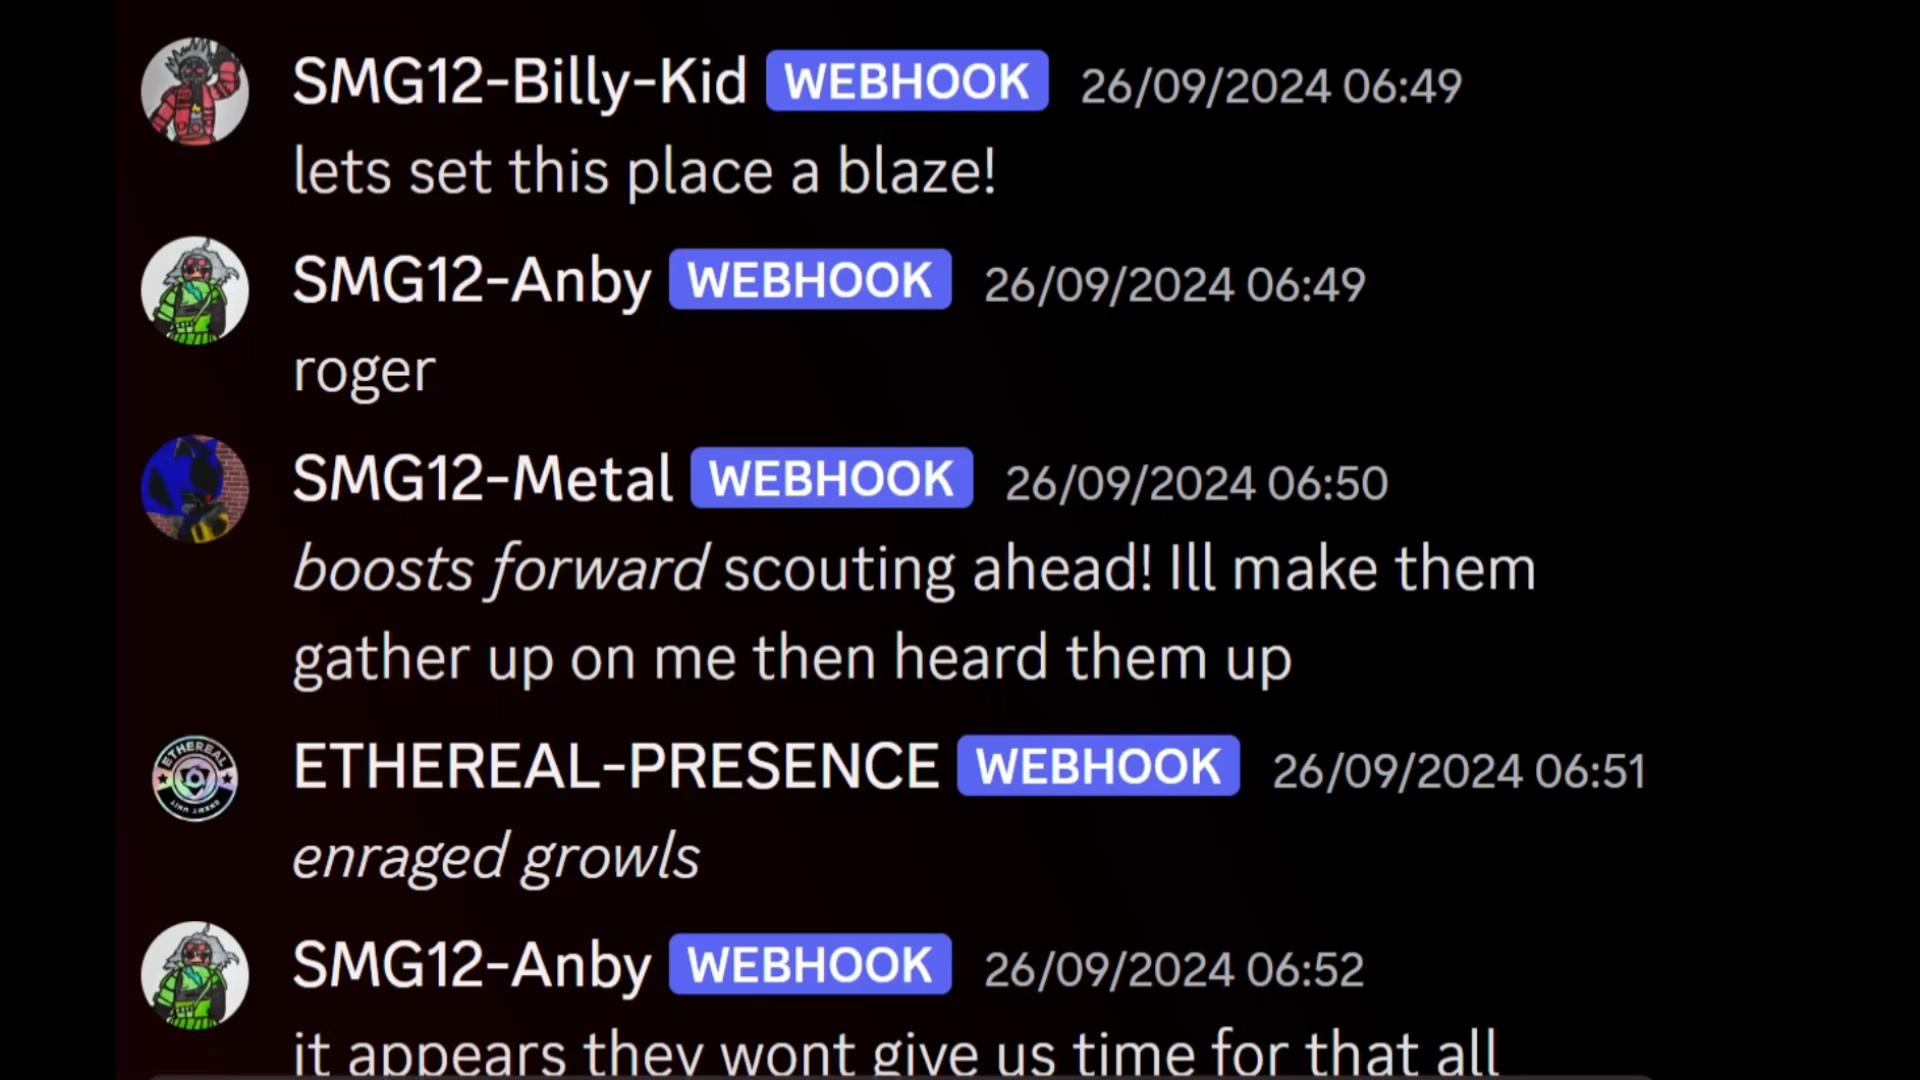 SMG12-Billy-Kid WEBHOOK 26/09/2024 06:49
lets set this place a blaze!
SMG12-Anby WEBHOOK 26/09/2024 06:49
roger
SMG12-Metal WEBHOOK 26/09/2024 06:50
boosts forward scouting ahead! Ill make them
gather up on me then heard them up
ETHEREAL
ETHEREAL-PRESENCE WEBHOOK 26/09/2024 06:51
enraged growls
SMG12-Anby WEBHOOK 26/09/2024 06:52
it appears they wont give us time for that all